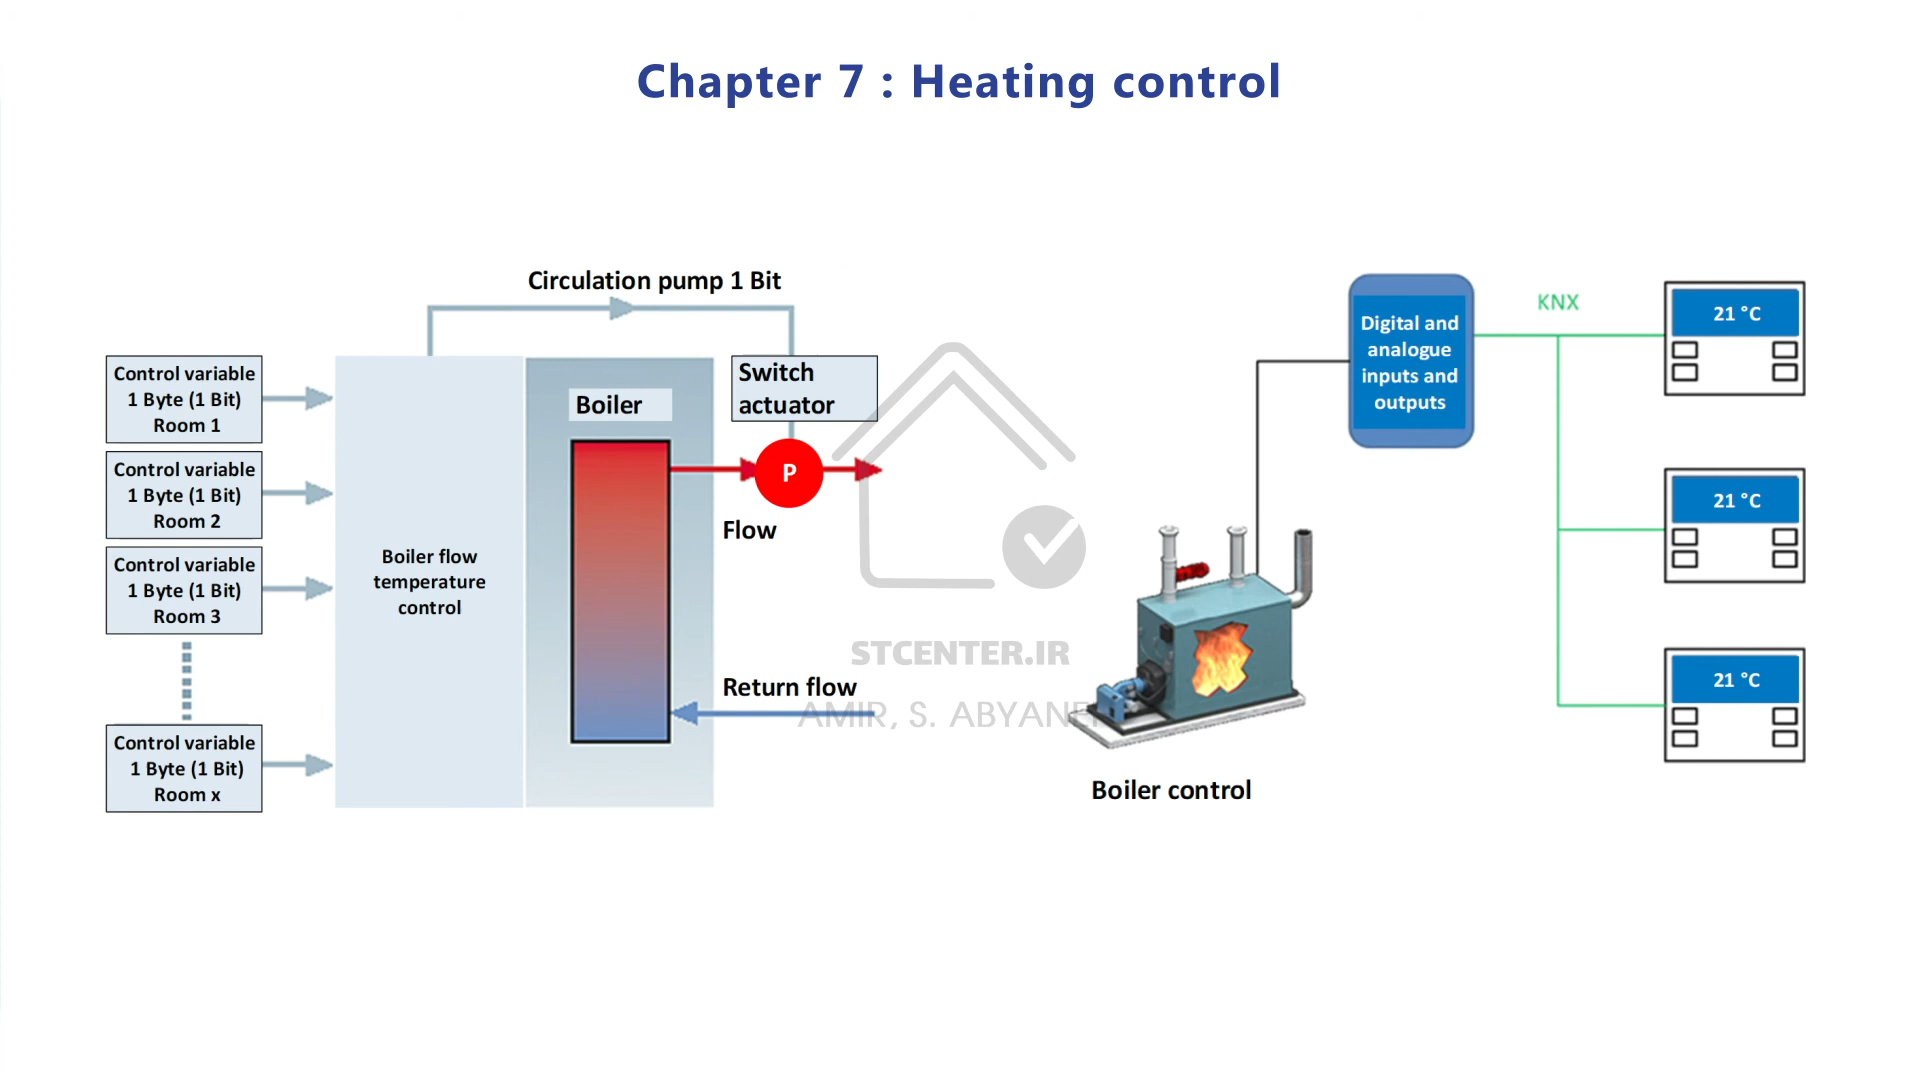 Chapter 7 : Heating control
Circulation pump 1 Bit
Control variable
1 Byte (1 Bit)
Room 1
Control variable
1 Byte (1 Bit)
Room 2
Control variable
1 Byte (1 Bit)
Room 3
Control variable
1 Byte (1 Bit)
Room x
Boiler flow
temperature
control
Boiler
Switch
actuator
P
Flow
Return flow
STCENTER.IR
AMIR, S.
Digital and
analogue
inputs and
outputs
KNX
21 °C
21 °C
21 °C
Boiler control